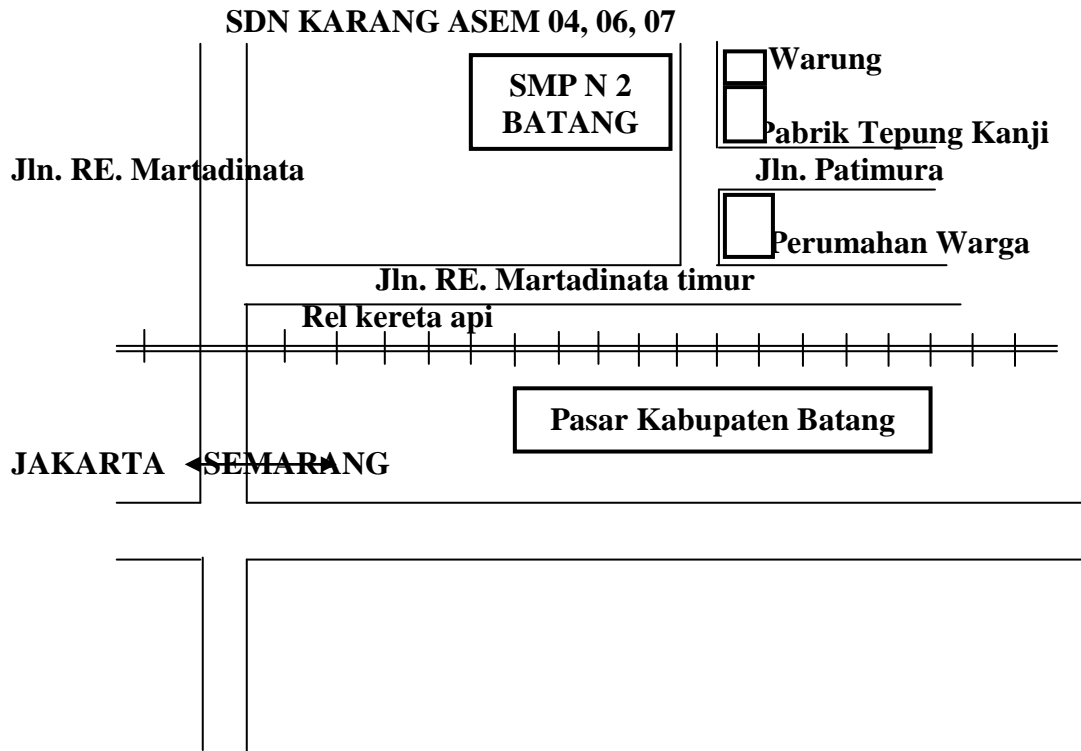 SDN KARANG ASEM 04, 06, 07
Warung
SMP N 2
BATANG
Pabrik Tepung Kanji
Jln. RE. Martadinata
Jln. Patimura
Perumahan Warga
Jln. RE. Martadinata timur
Rel kereta api
Pasar Kabupaten Batang
JAKARTA SEMARANG